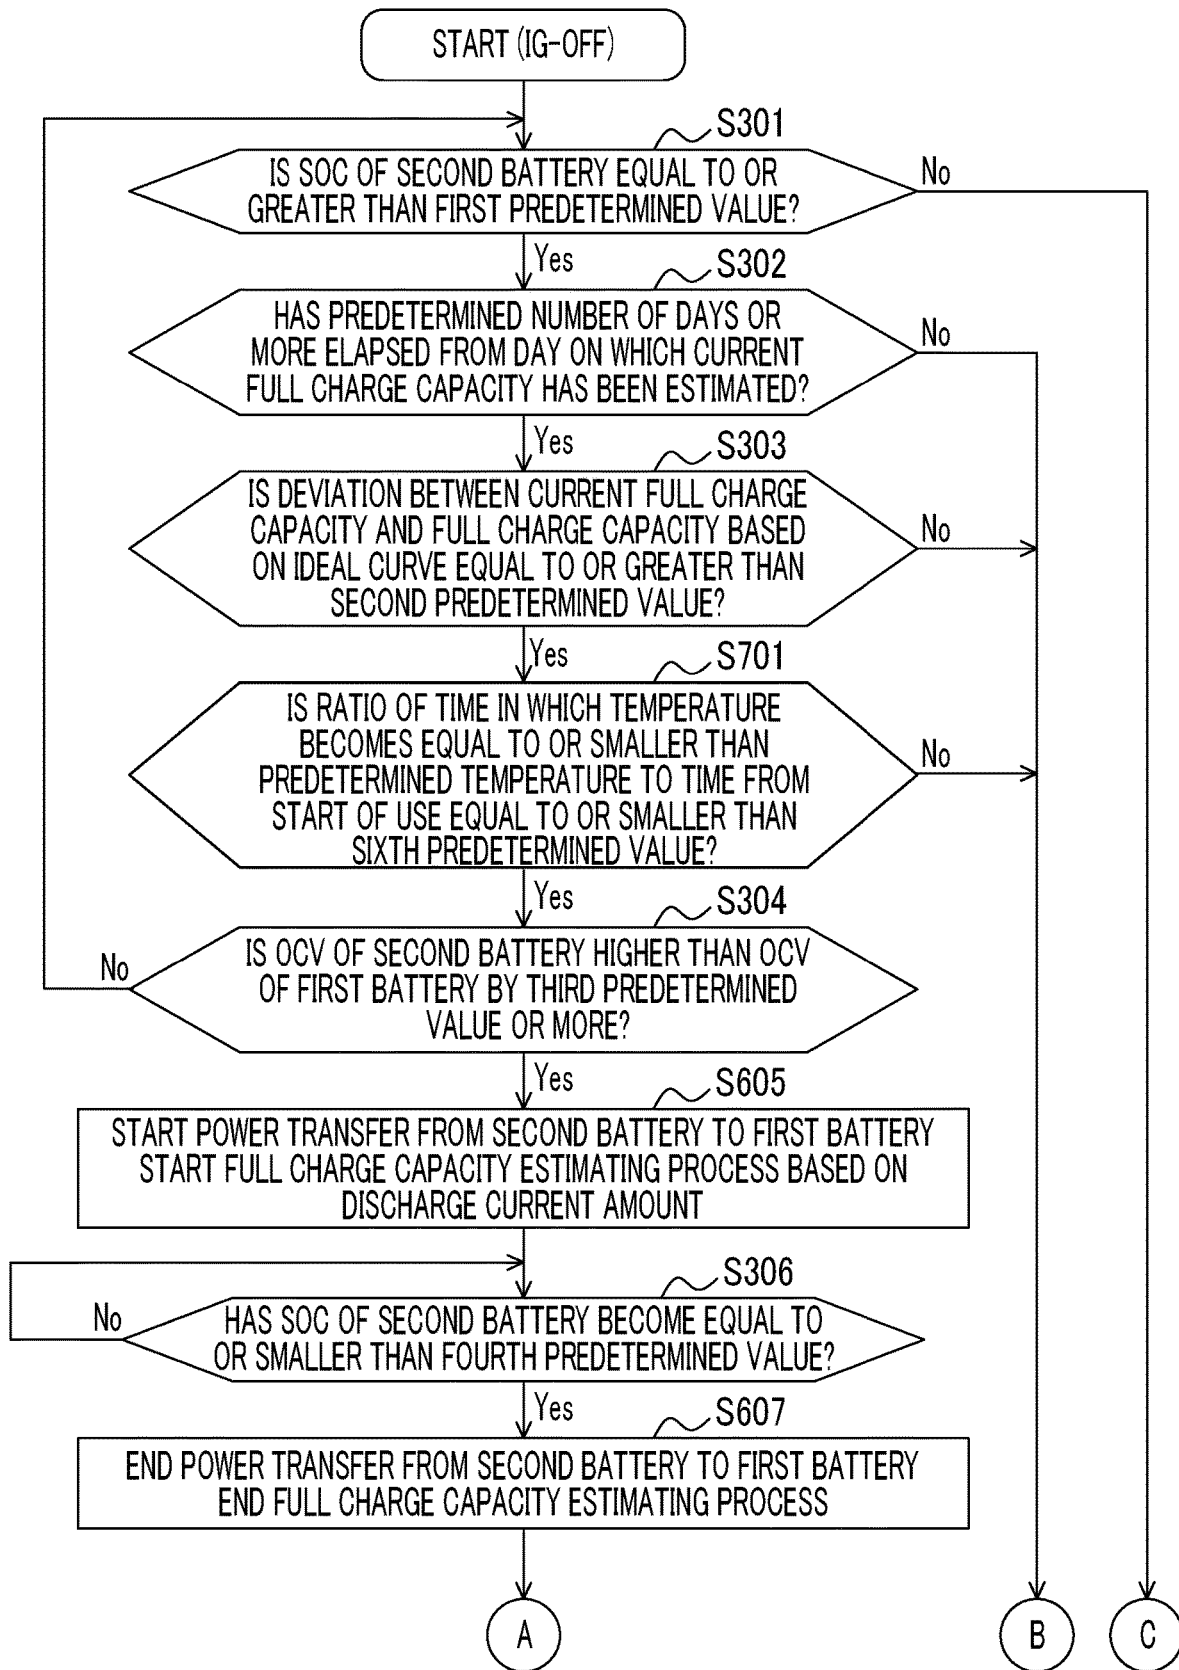 START (IG-OFF)
S301
IS SOC OF SECOND BATTERY EQUAL TO OR
GREATER THAN FIRST PREDETERMINED VALUE?
No
Yes
S302
HAS PREDETERMINED NUMBER OF DAYS OR
MORE ELAPSED FROM DAY ON WHICH CURRENT
FULL CHARGE CAPACITY HAS BEEN ESTIMATED?
No
Yes
S303
IS DEVIATION BETWEEN CURRENT FULL CHARGE
CAPACITY AND FULL CHARGE CAPACITY BASED
ON IDEAL CURVE EQUAL TO OR GREATER THAN
SECOND PREDETERMINED VALUE?
No
Yes
S701
IS RATIO OF TIME IN WHICH TEMPERATURE
BECOMES EQUAL TO OR SMALLER THAN
PREDETERMINED TEMPERATURE TO TIME FROM
START OF USE EQUAL TO OR SMALLER THAN
SIXTH PREDETERMINED VALUE?
No
Yes
S304
IS OCV OF SECOND BATTERY HIGHER THAN OCV
OF FIRST BATTERY BY THIRD PREDETERMINED
VALUE OR MORE?
No
Yes
S605
START POWER TRANSFER FROM SECOND BATTERY TO FIRST BATTERY
START FULL CHARGE CAPACITY ESTIMATING PROCESS BASED ON
DISCHARGE CURRENT AMOUNT
S306
HAS SOC OF SECOND BATTERY BECOME EQUAL TO
OR SMALLER THAN FOURTH PREDETERMINED VALUE?
No
Yes
S607
END POWER TRANSFER FROM SECOND BATTERY TO FIRST BATTERY
END FULL CHARGE CAPACITY ESTIMATING PROCESS
A
B
C